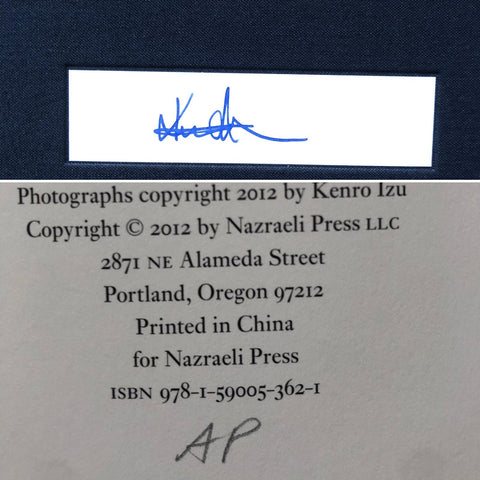 Photographs copyright 2012 by Kenro Izu
Copyright © 2012 by Nazraeli Press LLC
2871 NE Alameda Street
Portland, Oregon 97212
Printed in China
for Nazraeli Press
ISBN 978-1-59005-362-1
AP